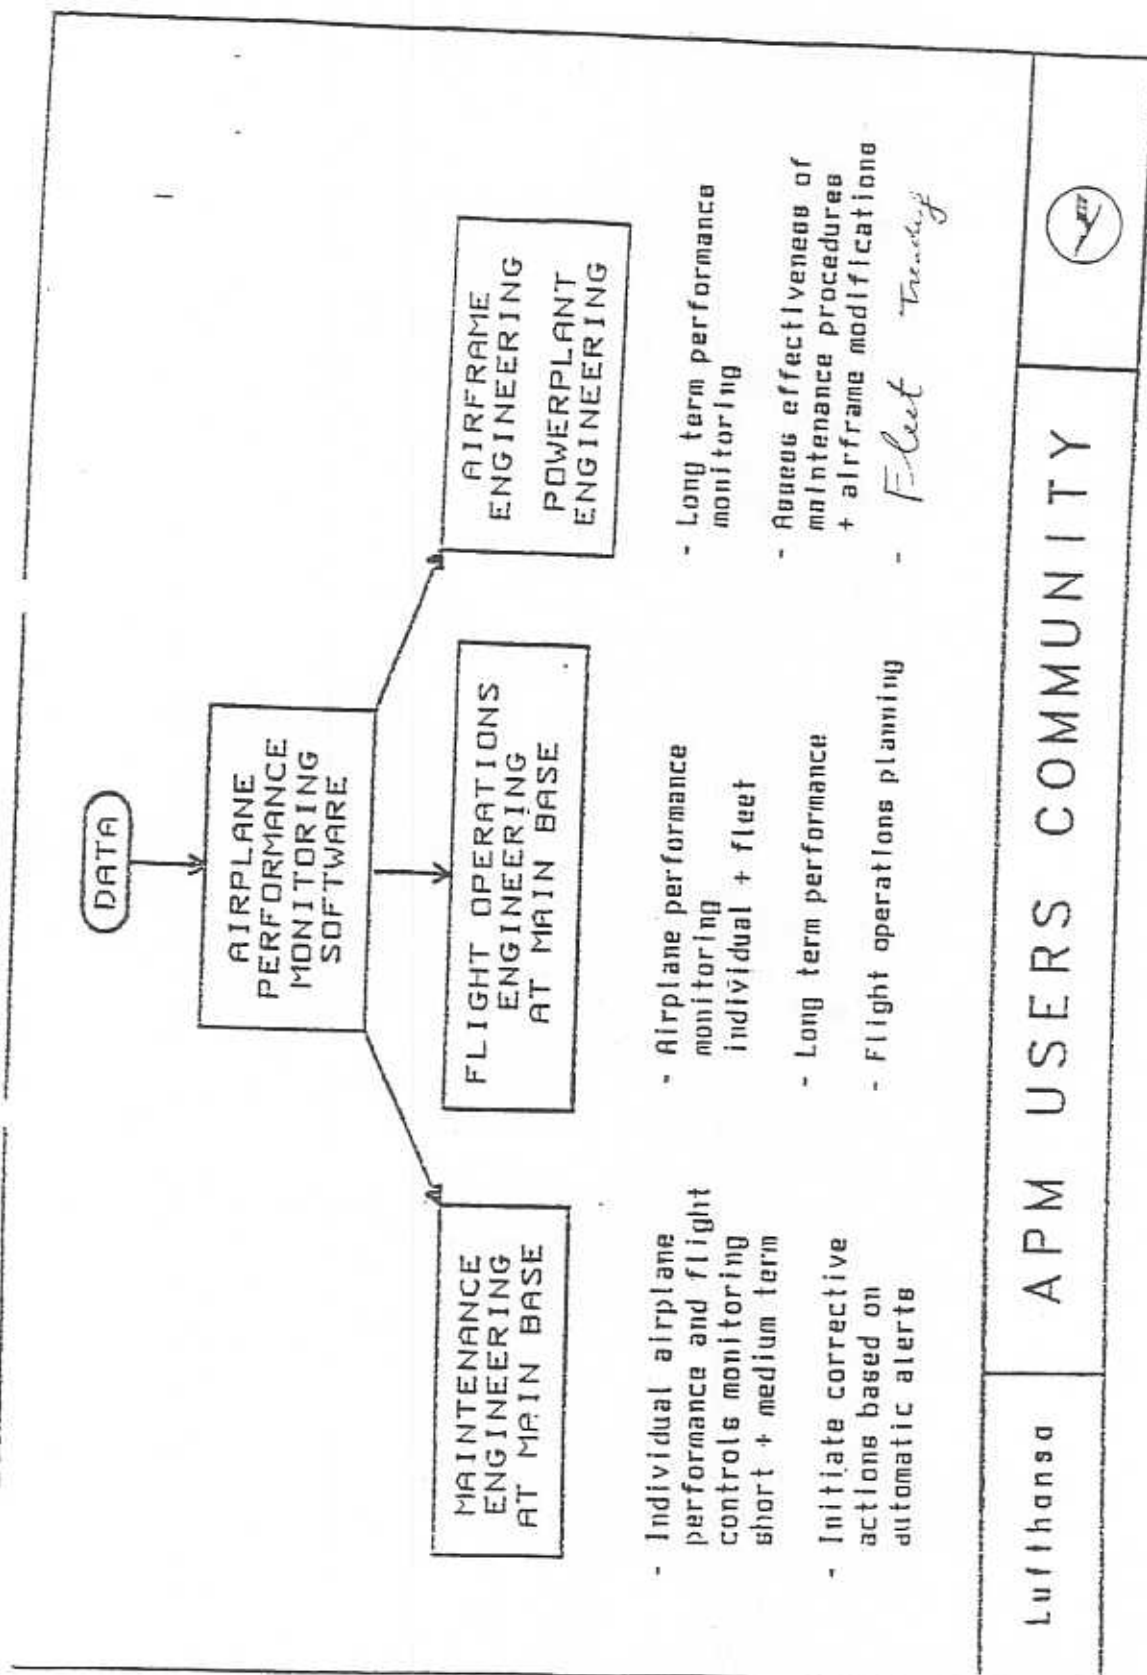 DATA
AIRPLANE
PERFORMANCE
MONITORING
SOFTWARE
MAINTENANCE
ENGINEERING
AT MAIN BASE
- Individual airplane
performance and flight
controls monitoring
short + medium term
- Initiate corrective
actions based on
automatic alerts
FLIGHT OPERATIONS
ENGINEERING
AT MAIN BASE
- Airplane performance
monitoring
individual + fleet
- Long term performance
- Flight operations planning
AIRFRAME
ENGINEERING
POWERPLANT
ENGINEERING
- Long term performance
monitoring
- Assess effectiveness of
maintenance procedures
+ airframe modifications
- Fleet Trending
Lufthansa
APM USERS COMMUNITY